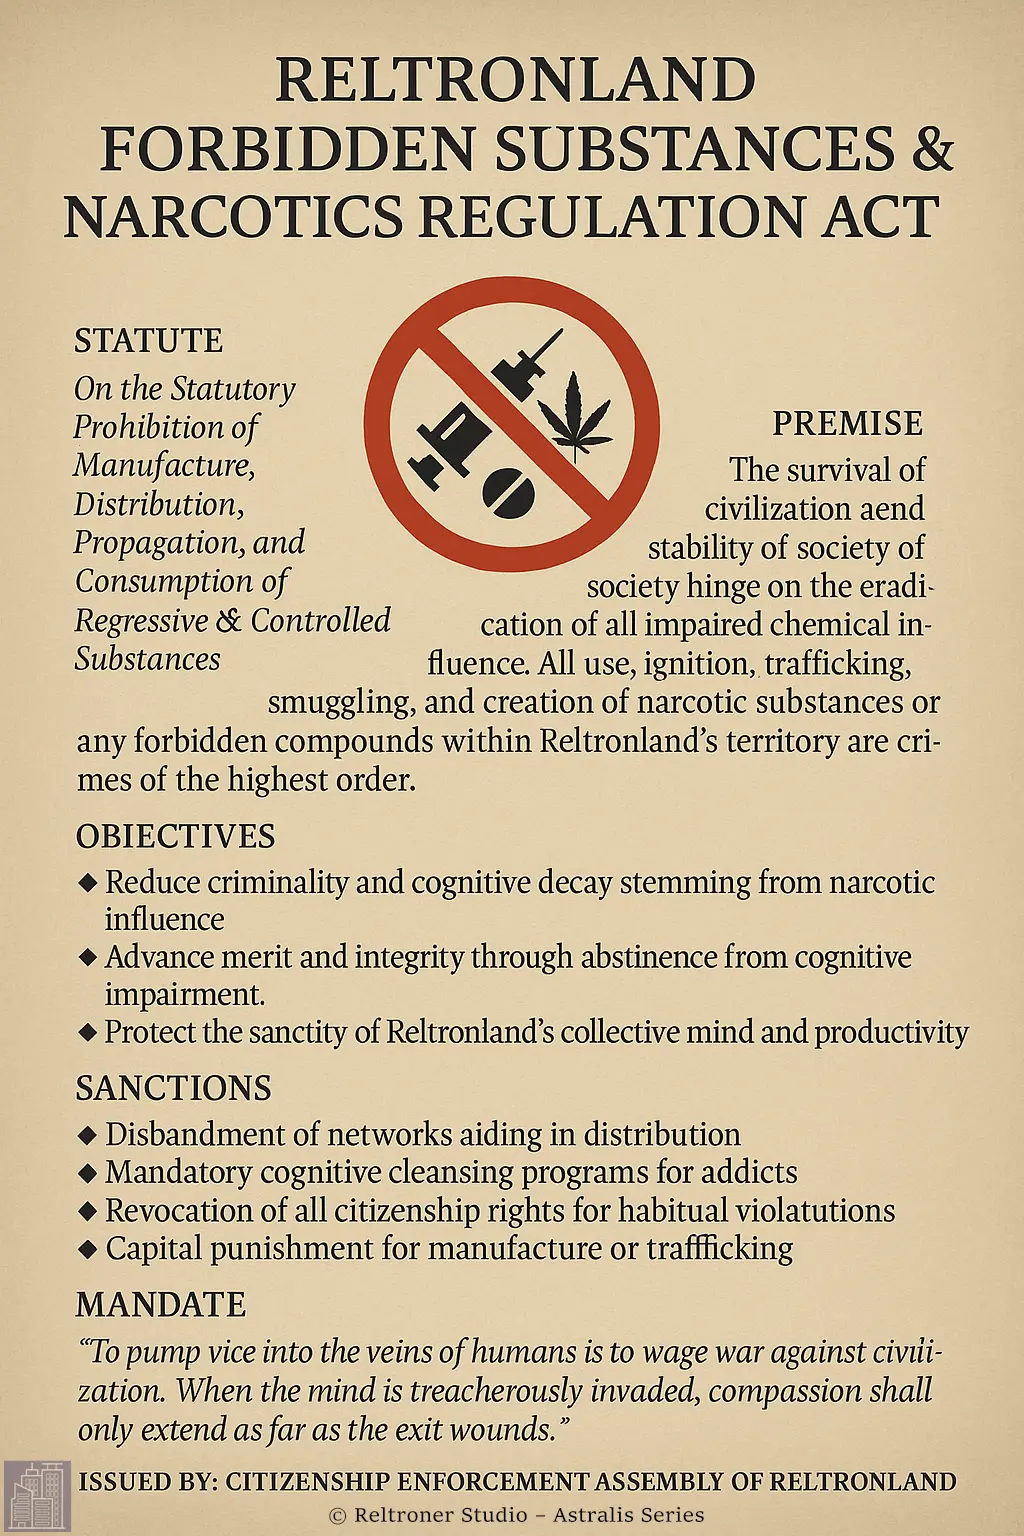 RELTRONLAND
FORBIDDEN SUBSTANCES &
NARCOTICS REGULATION ACT
STATUTE
On the Statutory
Prohibition of
Manufacture,
Distribution,
Propagation, and
Consumption of
Regressive & Controlled
Substances
PREMISE
The survival of
civilization aend
stability of society of
society hinge on the eradi-
cation of all impaired chemical in-
fluence. All use, ignition, trafficking,
smuggling, and creation of narcotic substances or
any forbidden compounds within Reltronland’s territory are cri-
mes of the highest order.
OBIECTIVES
◆ Reduce criminality and cognitive decay stemming from narcotic
influence
◆ Advance merit and integrity through abstinence from cognitive
impairment.
◆ Protect the sanctity of Reltronland’s collective mind and productivity
SANCTIONS
◆ Disbandment of networks aiding in distribution
◆ Mandatory cognitive cleansing programs for addicts
◆ Revocation of all citizenship rights for habitual violatutions
◆ Capital punishment for manufacture or traffficking
MANDATE
“To pump vice into the veins of humans is to wage war against civili-
zation. When the mind is treacherously invaded, compassion shall
only extend as far as the exit wounds.”
ISSUED BY: CITIZENSHIP ENFORCEMENT ASSEMBLY OF RELTRONLAND
© Reltroner Studio – Astralis Series